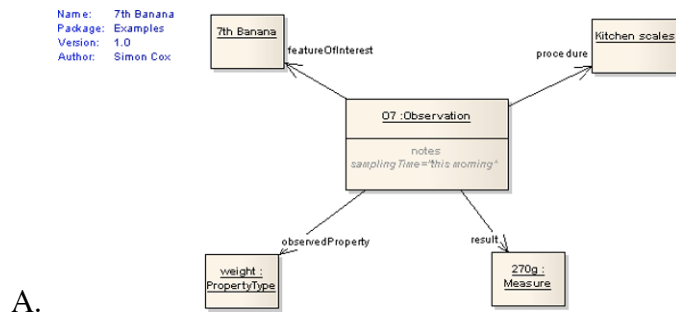 Name: 7th Banana
Package: Examples
Version: 1.0
Author: Simon Cox
7th Banana
Kitchen scales
featureOfInterest
procedure
O7 :Observation
notes
samplingTime="this morning"
observedProperty
result
weight :
PropertyType
270g :
Measure
A.